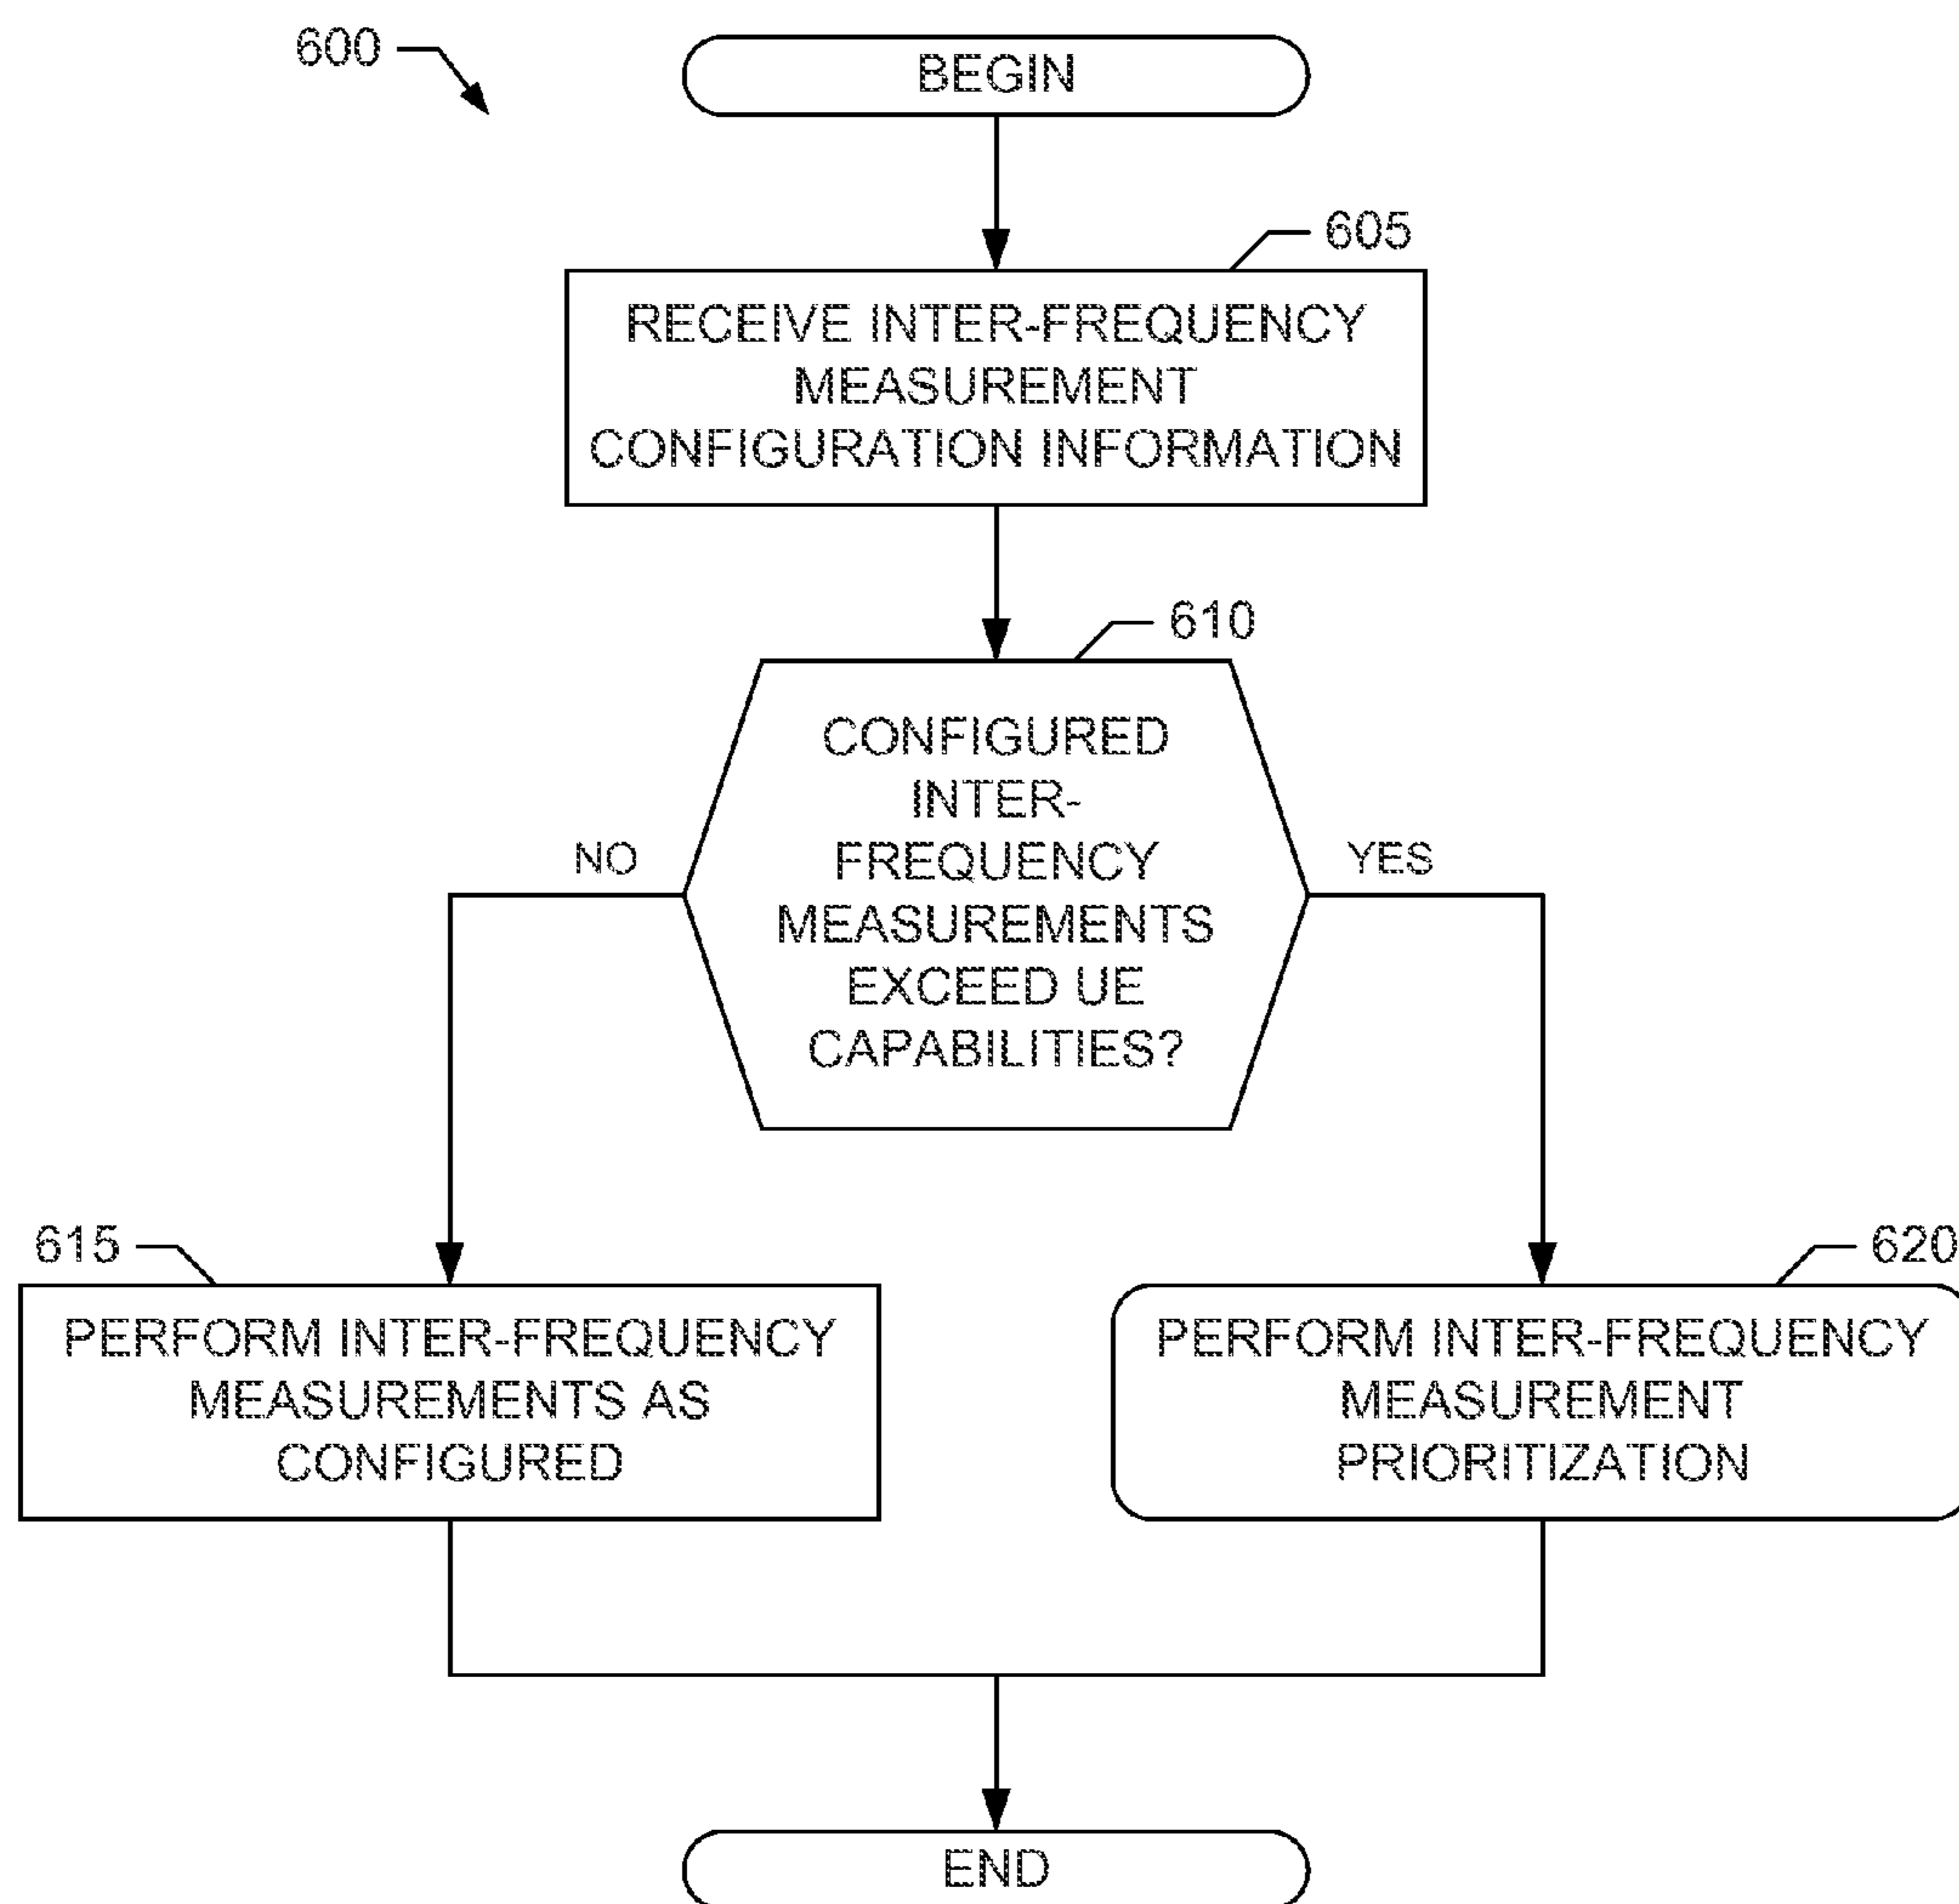 600
BEGIN
605
RECEIVE INTER-FREQUENCY
MEASUREMENT
CONFIGURATION INFORMATION
610
CONFIGURED
INTER-
FREQUENCY
MEASUREMENTS
EXCEED UE
CAPABILITIES?
NO
YES
615
PERFORM INTER-FREQUENCY
MEASUREMENTS AS
CONFIGURED
620
PERFORM INTER-FREQUENCY
MEASUREMENT
PRIORITIZATION
END